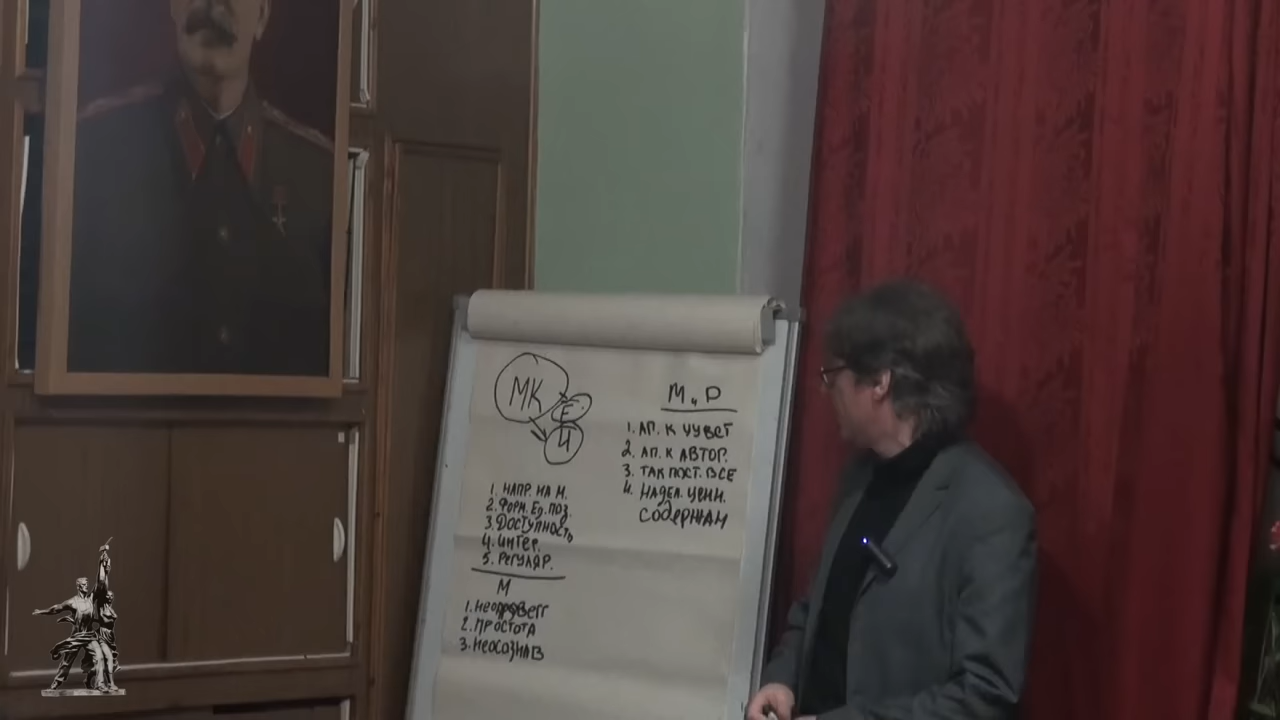 МК
Ч
1. НАПР. НА М.
2. ФОРМ. ЕД. ПОЗ.
3. ДОСТУПНОСТЬ
4. ИНТЕР.
5. РЕГУЛЯР.
М
1. НЕОПРОВЕРГ
2. ПРОСТОТА
3. НЕОСОЗНАВ
М, Р
1. АП. К ЧУВСТ
2. АП. К АВТОР.
3. ТАК ПОСТ. ВСЕ
4. НАДЕЛ. ЦЕНН.
СОДЕРЖАН